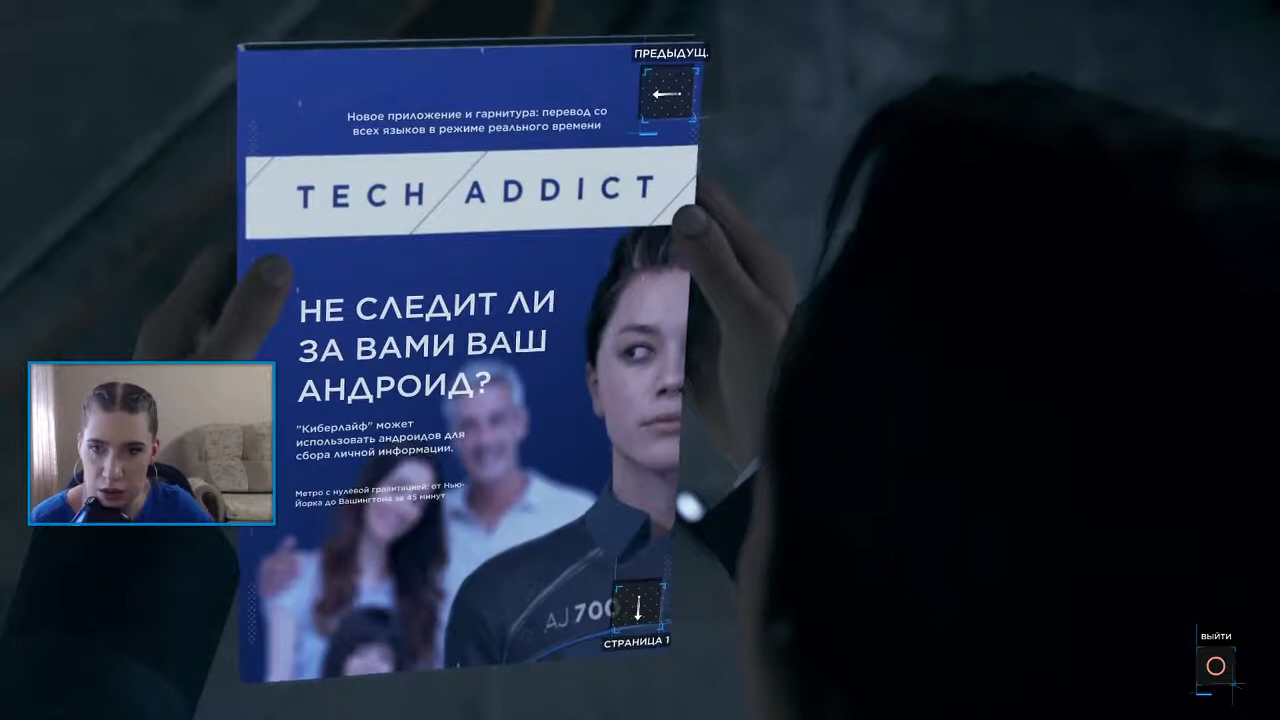 ПРЕДЫДУЩ.
Новое приложение и гарнитура: перевод со
всех языков в режиме реального времени
TECH ADDICT
НЕ СЛЕДИТ ЛИ
ЗА ВАМИ ВАШ
АНДРОИД?
"Киберлайф" может
использовать андроидов для
сбора личной информации.
Метро с нулевой гравитацией: от Нью-
Йорка до Вашингтона за 45 минут
AJ700
СТРАНИЦА 1
ВЫЙТИ